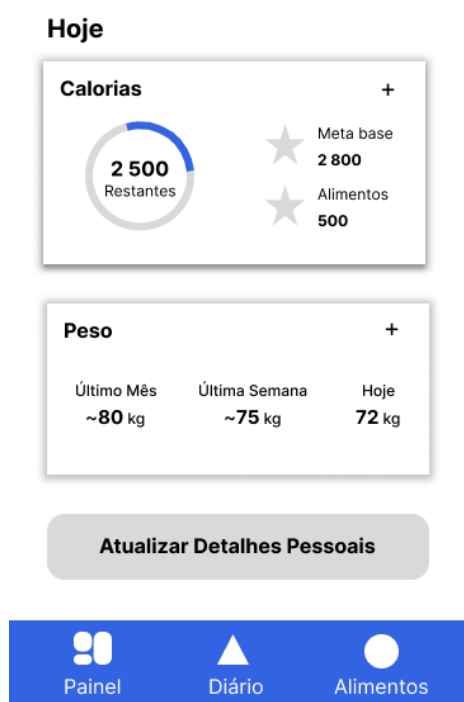 Hoje
Calorias +
2 500
Restantes
Meta base
2 800
Alimentos
500
Peso +
Último Mês Última Semana Hoje
~80 kg ~75 kg 72 kg
Atualizar Detalhes Pessoais
Painel Diário Alimentos